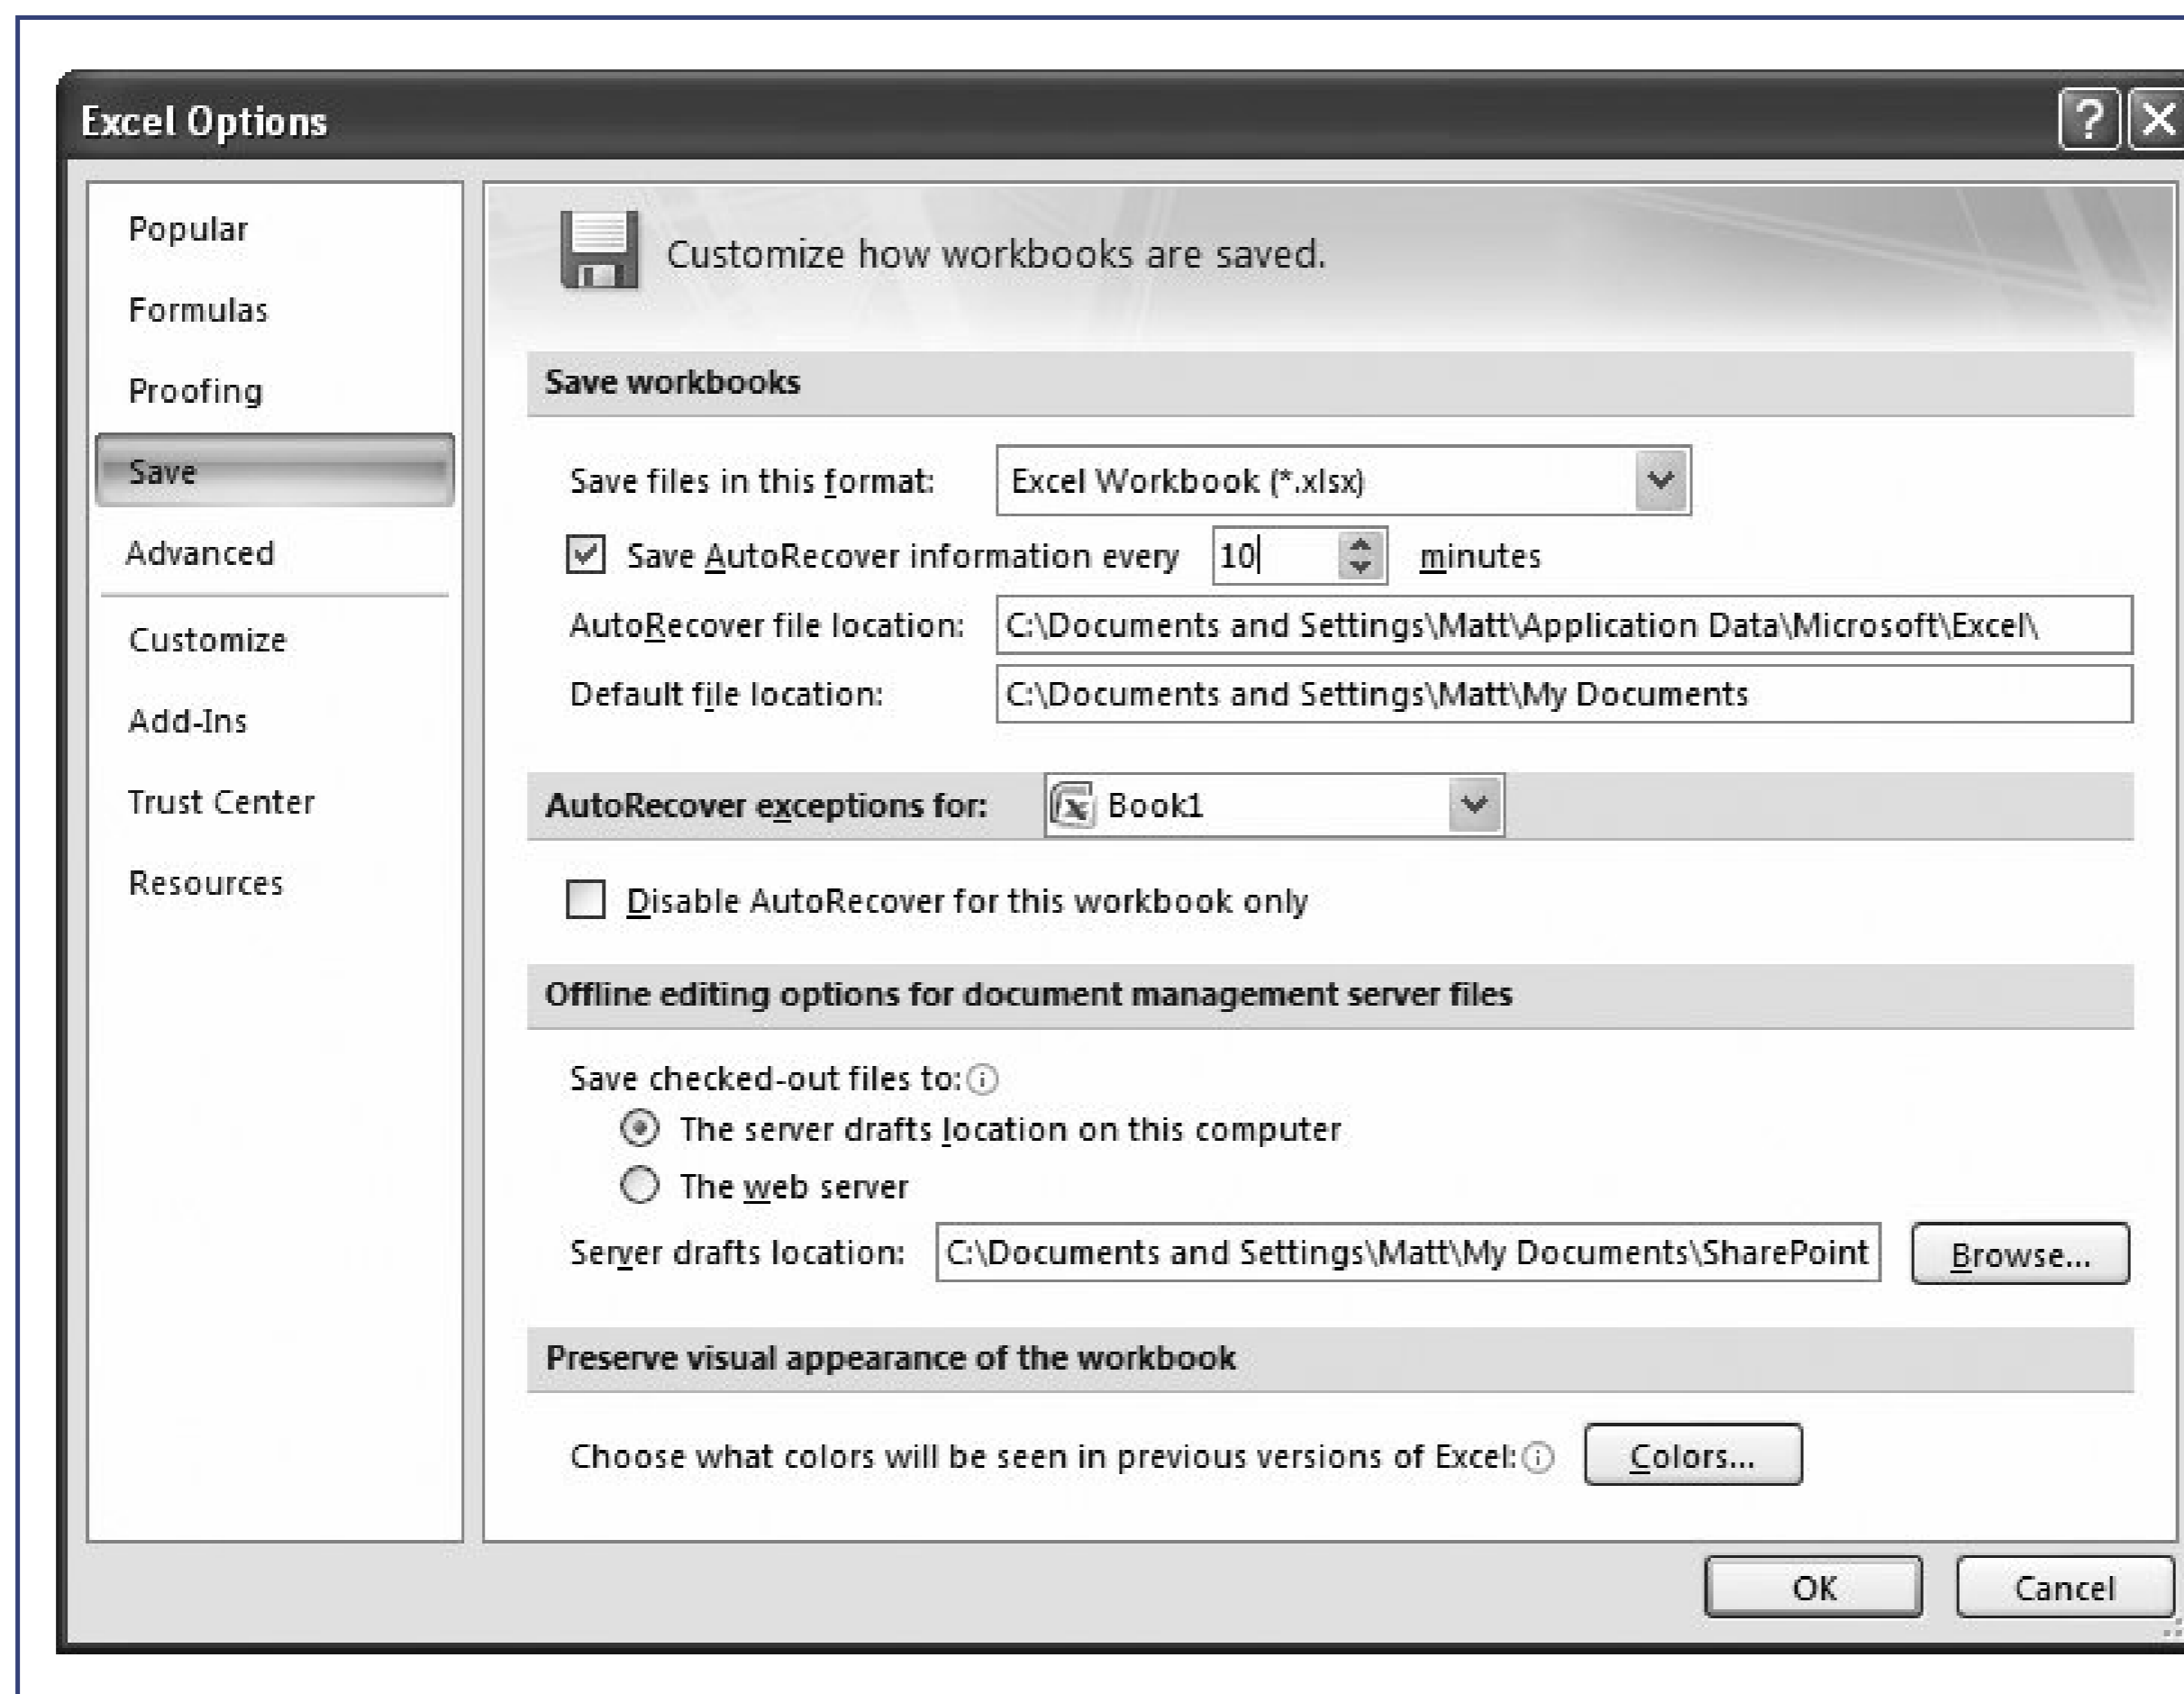 Excel Options
Popular
Formulas
Proofing
Save
Advanced
Customize
Add-Ins
Trust Center
Resources
Customize how workbooks are saved.
Save workbooks
Save files in this format: Excel Workbook (*.xlsx)
Save AutoRecover information every 10 minutes
AutoRecover file location: C:\Documents and Settings\Matt\Application Data\Microsoft\Excel\
Default file location: C:\Documents and Settings\Matt\My Documents
AutoRecover exceptions for: Book1
Disable AutoRecover for this workbook only
Offline editing options for document management server files
Save checked-out files to:
The server drafts location on this computer
The web server
Server drafts location: C:\Documents and Settings\Matt\My Documents\SharePoint Browse...
Preserve visual appearance of the workbook
Choose what colors will be seen in previous versions of Excel: Colors...
OK Cancel